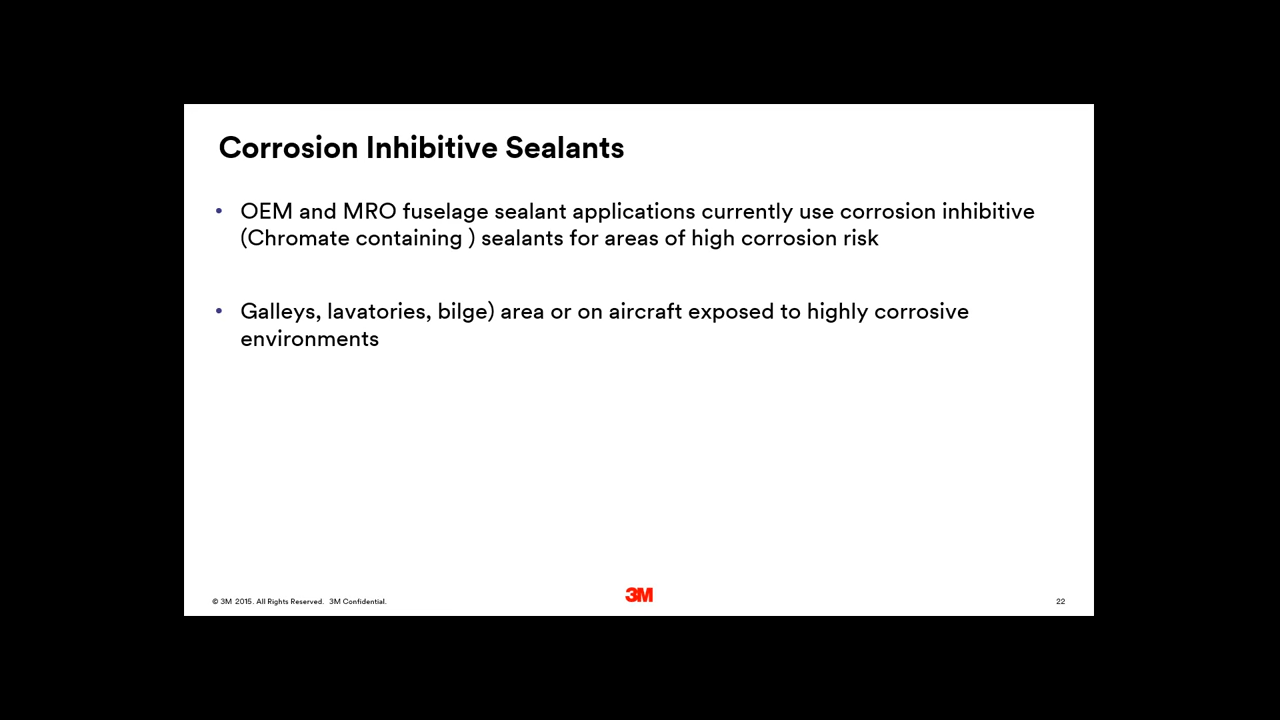 Corrosion Inhibitive Sealants
• OEM and MRO fuselage sealant applications currently use corrosion inhibitive
(Chromate containing ) sealants for areas of high corrosion risk
• Galleys, lavatories, bilge) area or on aircraft exposed to highly corrosive
environments
© 3M 2015. All Rights Reserved. 3M Confidential.
3M
22